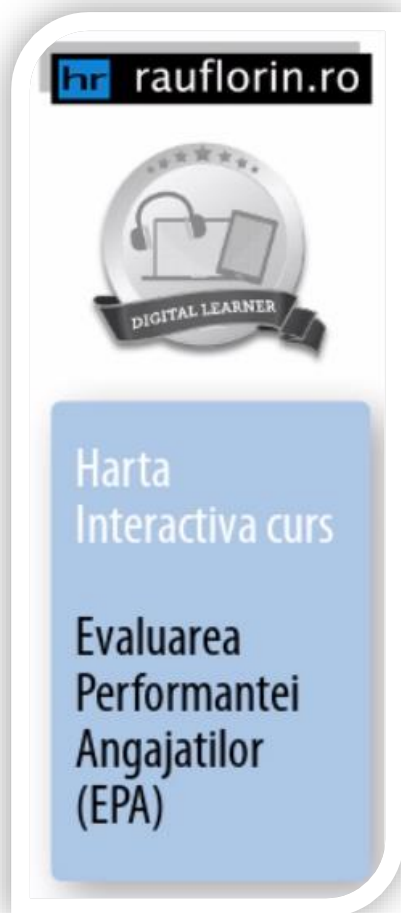 hr rauflorin.ro
DIGITAL LEARNER
Harta
Interactiva curs
Evaluarea
Performantei
Angajatilor
(EPA)